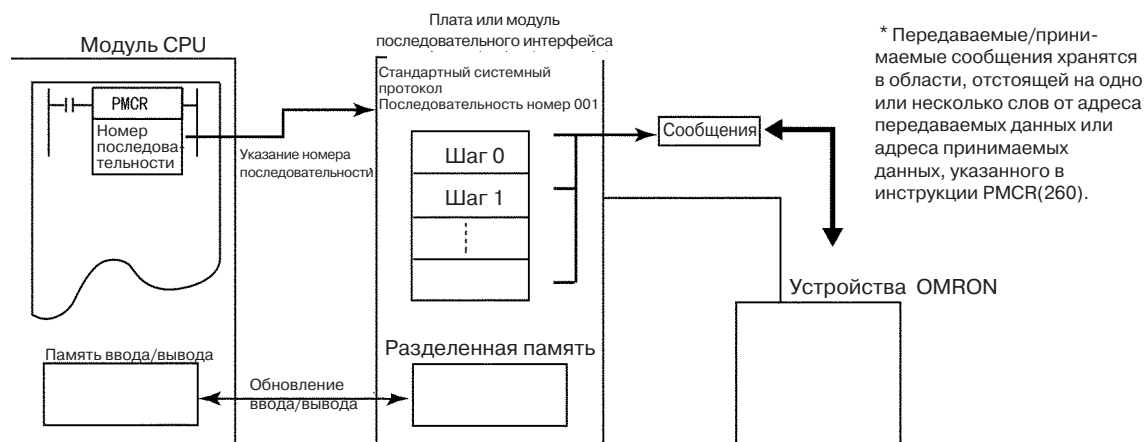 Модуль CPU
PMCR
Номер
последова-
тельности
Указание номера
последовательности
Память ввода/вывода
Обновление
ввода/вывода
Плата или модуль
последовательного интерфейса
Стандартный системный
протокол
Последовательность номер 001
Шаг 0
Шаг 1
Разделенная память
Сообщения
Устройства OMRON
* Передаваемые/прини-
маемые сообщения хранятся
в области, отстоящей на одно
или несколько слов от адреса
передаваемых данных или
адреса принимаемых
данных, указанного в
инструкции PMCR(260).